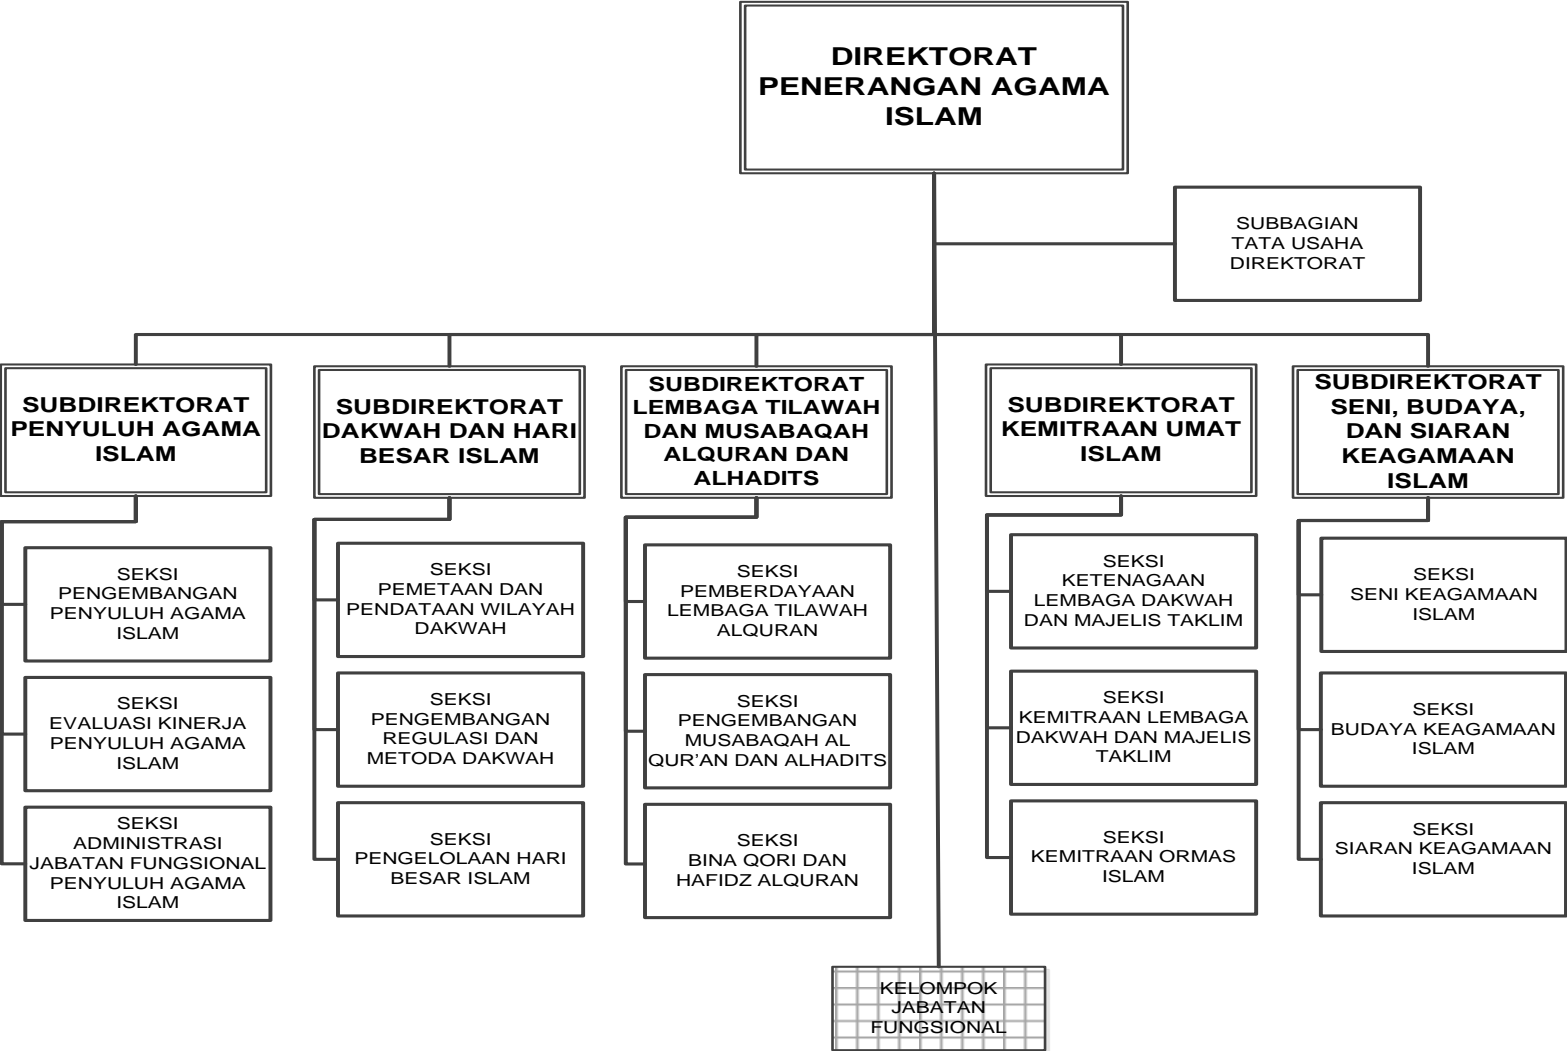 DIREKTORAT
PENERANGAN AGAMA
ISLAM
SUBBAGIAN
TATA USAHA
DIREKTORAT
SUBDIREKTORAT
PENYULUH AGAMA
ISLAM
SEKSI
PENGEMBANGAN
PENYULUH AGAMA
ISLAM
SEKSI
EVALUASI KINERJA
PENYULUH AGAMA
ISLAM
SEKSI
ADMINISTRASI
JABATAN FUNGSIONAL
PENYULUH AGAMA
ISLAM
SUBDIREKTORAT
DAKWAH DAN HARI
BESAR ISLAM
SEKSI
PEMETAAN DAN
PENDATAAN WILAYAH
DAKWAH
SEKSI
PENGEMBANGAN
REGULASI DAN
METODA DAKWAH
SEKSI
PENGELOLAAN HARI
BESAR ISLAM
SUBDIREKTORAT
LEMBAGA TILAWAH
DAN MUSABAQAH
ALQURAN DAN
ALHADITS
SEKSI
PEMBERDAYAAN
LEMBAGA TILAWAH
ALQURAN
SEKSI
PENGEMBANGAN
MUSABAQAH AL
QUR’AN DAN ALHADITS
SEKSI
BINA QORI DAN
HAFIDZ ALQURAN
SUBDIREKTORAT
KEMITRAAN UMAT
ISLAM
SEKSI
KETENAGAAN
LEMBAGA DAKWAH
DAN MAJELIS TAKLIM
SEKSI
KEMITRAAN LEMBAGA
DAKWAH DAN MAJELIS
TAKLIM
SEKSI
KEMITRAAN ORMAS
ISLAM
SUBDIREKTORAT
SENI, BUDAYA,
DAN SIARAN
KEAGAMAAN
ISLAM
SEKSI
SENI KEAGAMAAN
ISLAM
SEKSI
BUDAYA KEAGAMAAN
ISLAM
SEKSI
SIARAN KEAGAMAAN
ISLAM
KELOMPOK
JABATAN
FUNGSIONAL